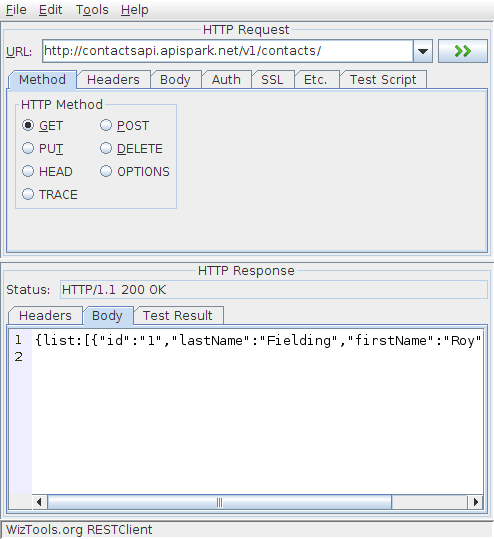 File Edit Tools Help
HTTP Request
URL: http://contactsapi.apispark.net/v1/contacts/
Method Headers Body Auth SSL Etc. Test Script
HTTP Method
GET POST
PUT DELETE
HEAD OPTIONS
TRACE
HTTP Response
Status: HTTP/1.1 200 OK
Headers Body Test Result
1 {list:[{"id":"1","lastName":"Fielding","firstName":"Roy"
2
WizTools.org RESTClient